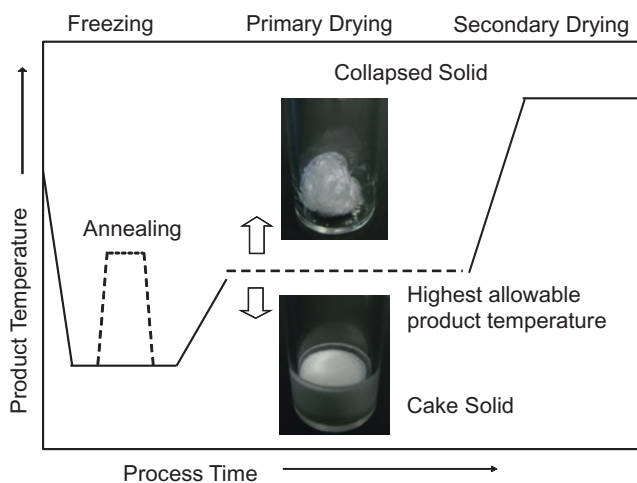 Freezing
Primary Drying
Secondary Drying
Collapsed Solid
Annealing
Highest allowable
product temperature
Cake Solid
Product Temperature
Process Time